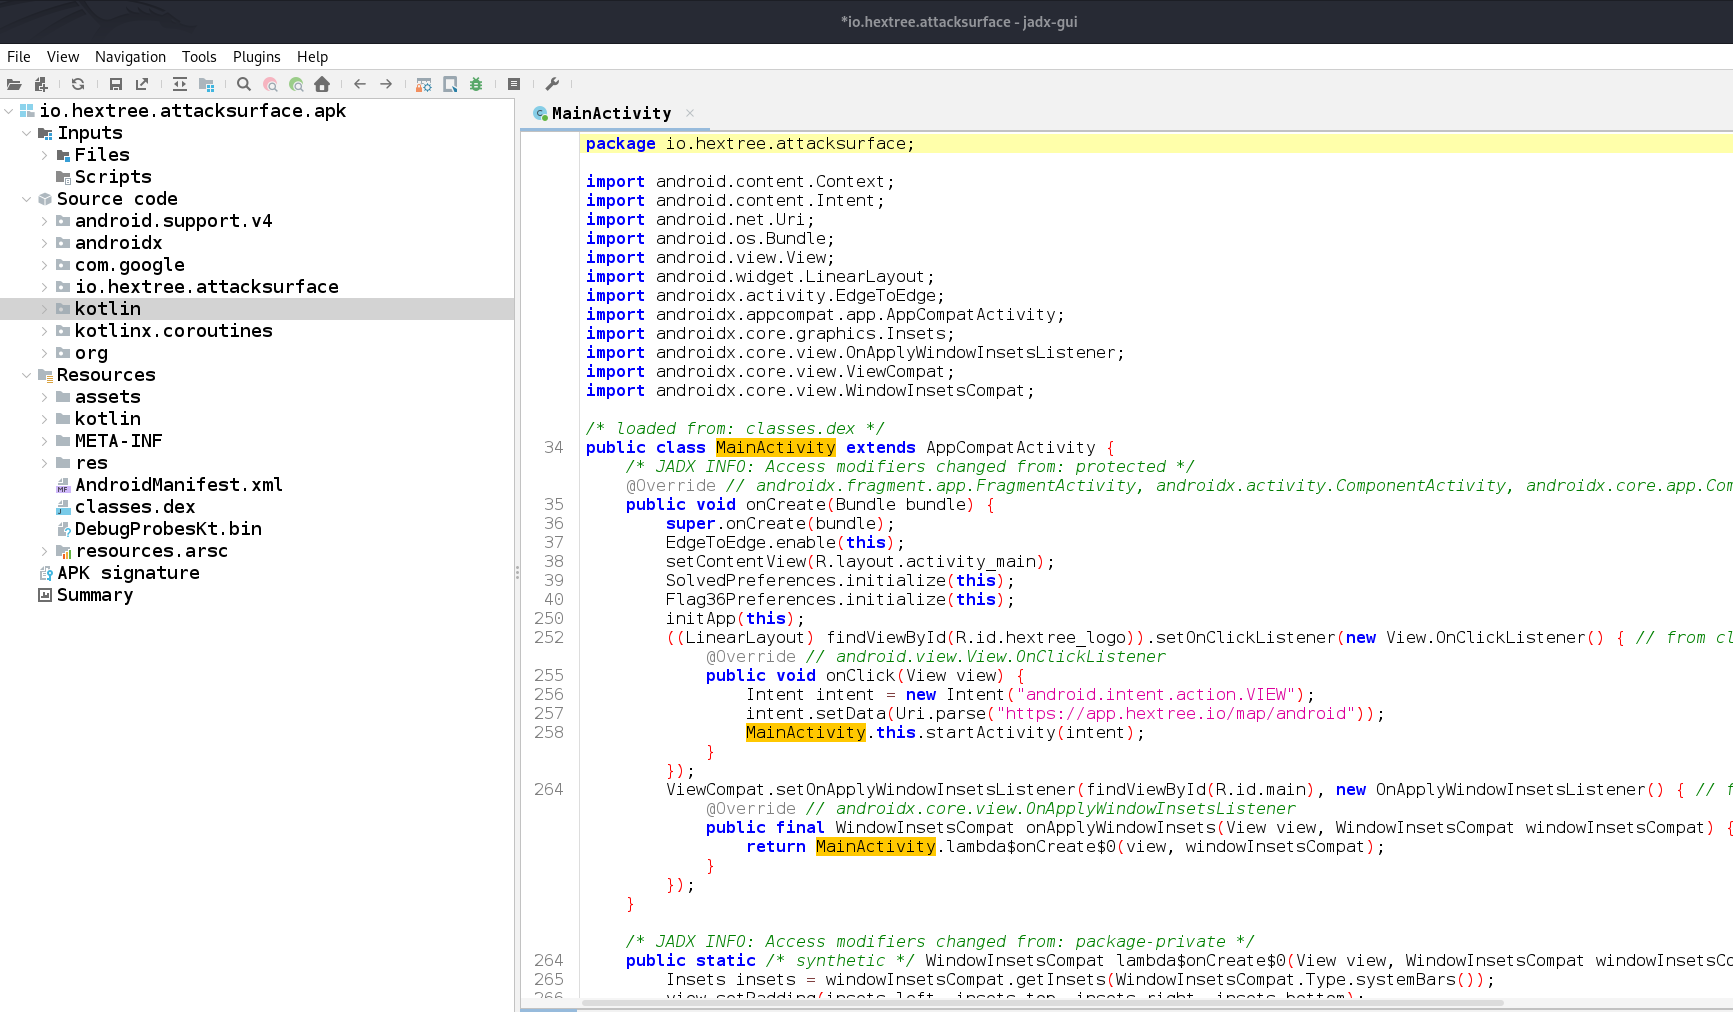 *io.hextree.attacksurface - jadx-gui
File View Navigation Tools Plugins Help
io.hextree.attacksurface.apk
Inputs
Files
Scripts
Source code
android.support.v4
androidx
com.google
io.hextree.attacksurface
kotlin
kotlinx.coroutines
org
Resources
assets
kotlin
META-INF
res
AndroidManifest.xml
classes.dex
DebugProbesKt.bin
resources.arsc
APK signature
Summary
MainActivity
package io.hextree.attacksurface;
import android.content.Context;
import android.content.Intent;
import android.net.Uri;
import android.os.Bundle;
import android.view.View;
import android.widget.LinearLayout;
import androidx.activity.EdgeToEdge;
import androidx.appcompat.app.AppCompatActivity;
import androidx.core.graphics.Insets;
import androidx.core.view.OnApplyWindowInsetsListener;
import androidx.core.view.ViewCompat;
import androidx.core.view.WindowInsetsCompat;
/* loaded from: classes.dex */
34 public class MainActivity extends AppCompatActivity {
/* JADX INFO: Access modifiers changed from: protected */
@Override // androidx.fragment.app.FragmentActivity, androidx.activity.ComponentActivity, androidx.core.app.Com
35 public void onCreate(Bundle bundle) {
36 super.onCreate(bundle);
37 EdgeToEdge.enable(this);
38 setContentView(R.layout.activity_main);
39 SolvedPreferences.initialize(this);
40 Flag36Preferences.initialize(this);
250 initApp(this);
252 ((LinearLayout) findViewById(R.id.hextree_logo)).setOnClickListener(new View.OnClickListener() { // from cl
@Override // android.view.View.OnClickListener
255 public void onClick(View view) {
256 Intent intent = new Intent("android.intent.action.VIEW");
257 intent.setData(Uri.parse("https://app.hextree.io/map/android"));
258 MainActivity.this.startActivity(intent);
}
});
264 ViewCompat.setOnApplyWindowInsetsListener(findViewById(R.id.main), new OnApplyWindowInsetsListener() { // f
@Override // androidx.core.view.OnApplyWindowInsetsListener
public final WindowInsetsCompat onApplyWindowInsets(View view, WindowInsetsCompat windowInsetsCompat) {
return MainActivity.lambda$onCreate$0(view, windowInsetsCompat);
}
});
}
/* JADX INFO: Access modifiers changed from: package-private */
264 public static /* synthetic */ WindowInsetsCompat lambda$onCreate$0(View view, WindowInsetsCompat windowInsetsCo
265 Insets insets = windowInsetsCompat.getInsets(WindowInsetsCompat.Type.systemBars());
266 view.setPadding(insets.left, insets.top, insets.right, insets.bottom);